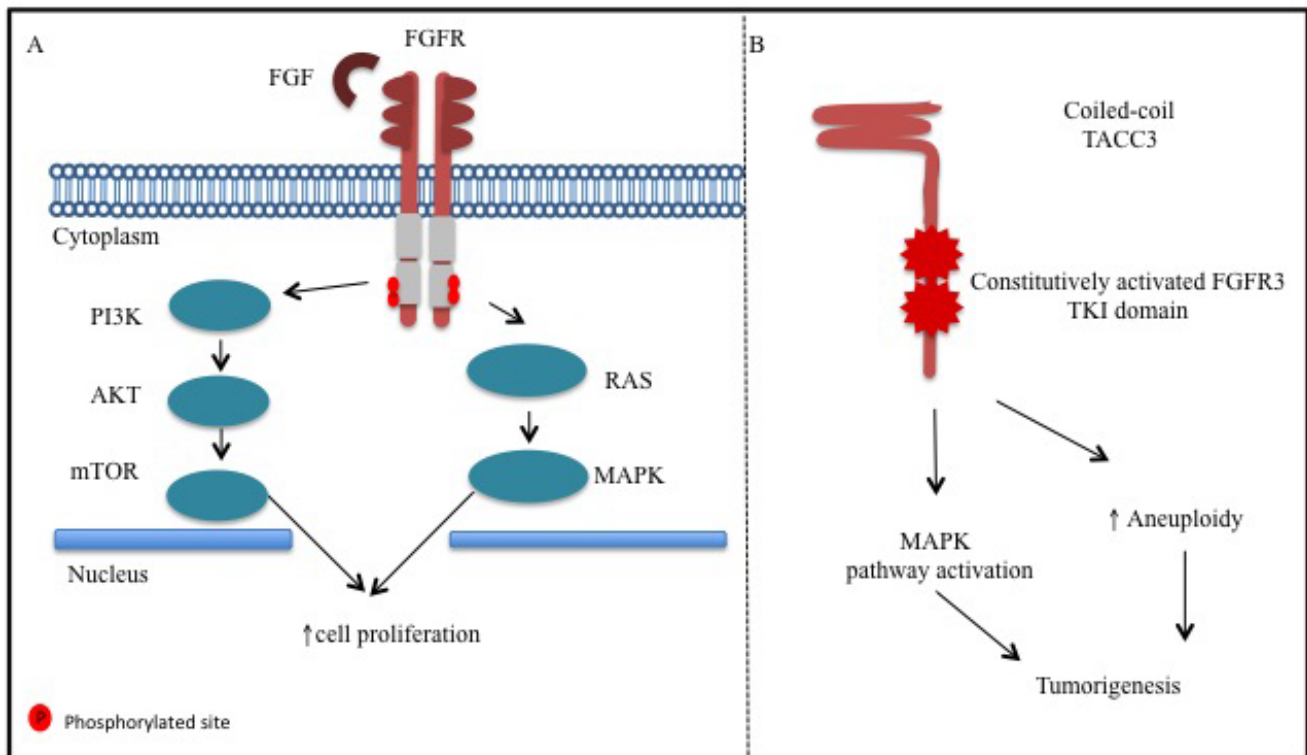 A
FGFR
FGF
Cytoplasm
PI3K
AKT
mTOR
RAS
MAPK
Nucleus
↑cell proliferation
P Phosphorylated site
B
Coiled-coil
TACC3
Constitutively activated FGFR3
TKI domain
MAPK
pathway activation
↑ Aneuploidy
Tumorigenesis